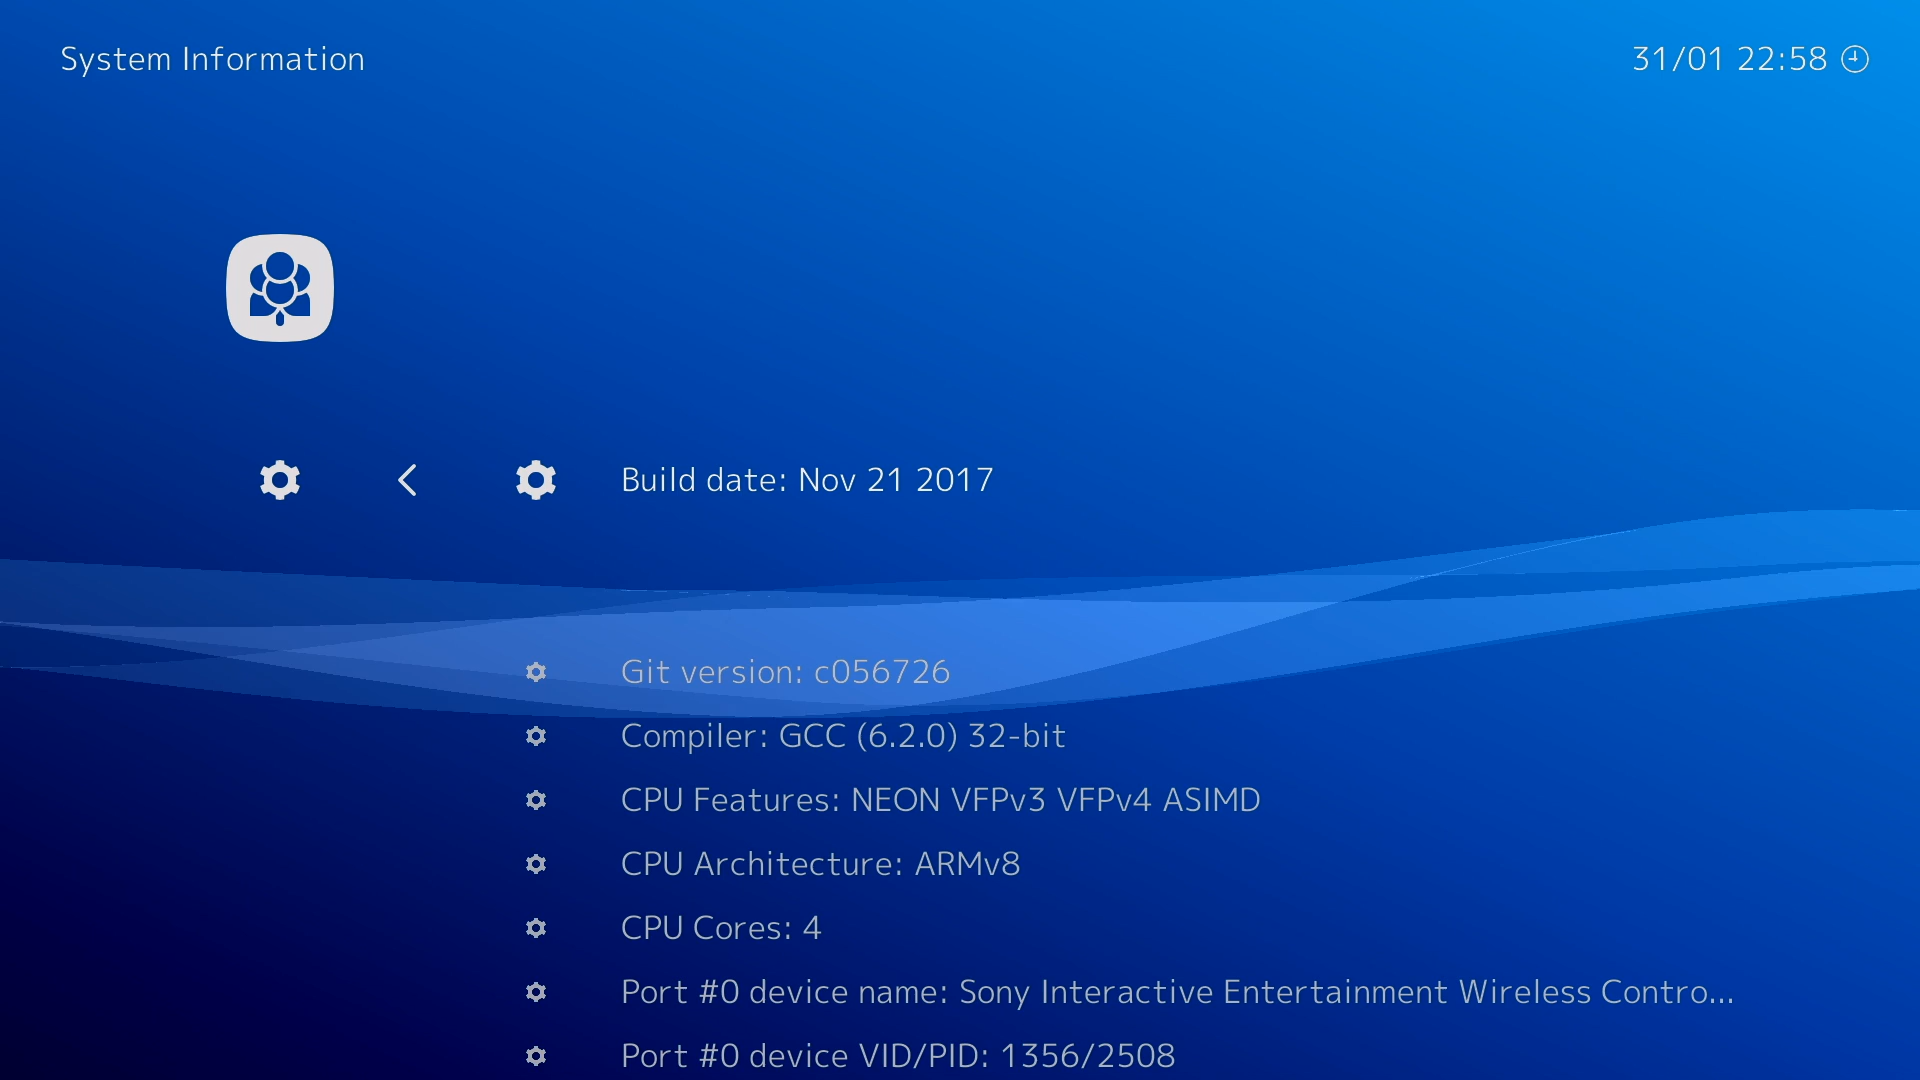 System Information
31/01 22:58
Build date: Nov 21 2017
Git version: c056726
Compiler: GCC (6.2.0) 32-bit
CPU Features: NEON VFPv3 VFPv4 ASIMD
CPU Architecture: ARMv8
CPU Cores: 4
Port #0 device name: Sony Interactive Entertainment Wireless Contro...
Port #0 device VID/PID: 1356/2508